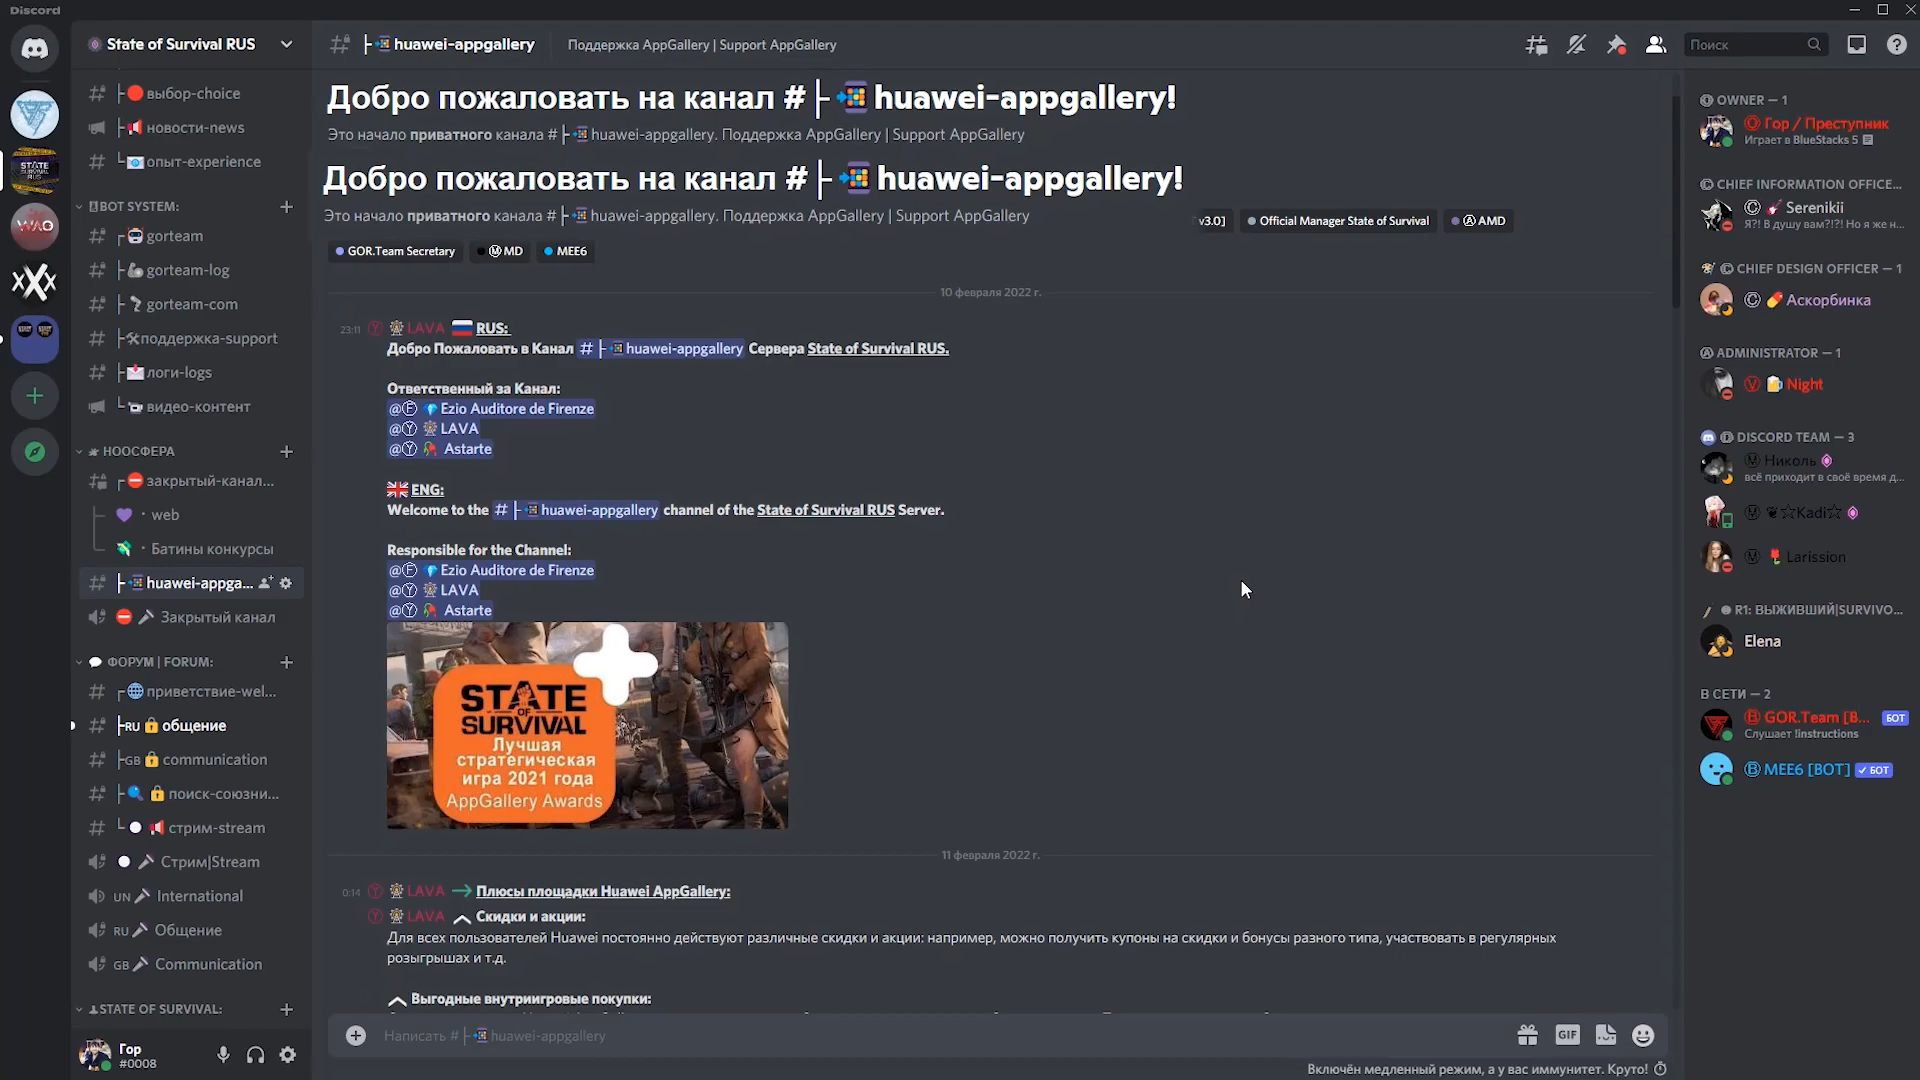 Discord
State of Survival RUS
huawei-appgallery
Поддержка AppGallery | Support AppGallery
Поиск
выбор-choice
новости-news
опыт-experience
BOT SYSTEM:
gorteam
gorteam-log
gorteam-com
поддержка-support
логи-logs
видео-контент
НООСФЕРА
закрытый-канал...
web
Батины конкурсы
huawei-appga...
Закрытый канал
ФОРУМ | FORUM:
приветствие-wel...
RU общение
GB communication
поиск-союзни...
стрим-stream
Стрим|Stream
UN International
RU Общение
GB Communication
STATE OF SURVIVAL:
Гор
#0008
Добро пожаловать на канал #├huawei-appgallery!
Это начало приватного канала #├huawei-appgallery. Поддержка AppGallery | Support AppGallery
Добро пожаловать на канал #├huawei-appgallery!
Это начало приватного канала #├huawei-appgallery. Поддержка AppGallery | Support AppGallery
v3.0] Official Manager State of Survival Ⓐ AMD
GOR.Team Secretary Ⓜ MD MEE6
10 февраля 2022 г.
23:11 Ⓨ LAVA RUS:
Добро Пожаловать в Канал # ├huawei-appgallery Сервера State of Survival RUS.
Ответственный за Канал:
@Ⓕ Ezio Auditore de Firenze
@Ⓨ LAVA
@Ⓨ Astarte
ENG:
Welcome to the # ├huawei-appgallery channel of the State of Survival RUS Server.
Responsible for the Channel:
@Ⓕ Ezio Auditore de Firenze
@Ⓨ LAVA
@Ⓨ Astarte
STATE
OF
SURVIVAL
Лучшая
стратегическая
игра 2021 года
AppGallery Awards
11 февраля 2022 г.
0:14 Ⓨ LAVA Плюсы площадки Huawei AppGallery:
Ⓨ LAVA Скидки и акции:
Для всех пользователей Huawei постоянно действуют различные скидки и акции: например, можно получить купоны на скидки и бонусы разного типа, участвовать в регулярных
розыгрышах и т.д.
Выгодные внутриигровые покупки:
Написать #├huawei-appgallery
GIF
Включён медленный режим, а у вас иммунитет. Круто!
OWNER — 1
Гор / Преступник
Играет в BlueStacks 5
CHIEF INFORMATION OFFICE...
Ⓒ Serenikii
Я?! В душу вам?!?! Но я же н...
Ⓒ CHIEF DESIGN OFFICER — 1
Ⓒ Аскорбинка
Ⓐ ADMINISTRATOR — 1
Ⓥ Night
DISCORD TEAM — 3
Ⓜ Николь
всё приходит в своё время д...
Ⓜ ❦☆Kadi☆
Ⓜ Larission
R1: ВЫЖИВШИЙ|SURVIVO...
Elena
В СЕТИ — 2
Ⓑ GOR.Team [B... БОТ
Слушает !instructions
Ⓑ MEE6 [BOT] ✓ БОТ